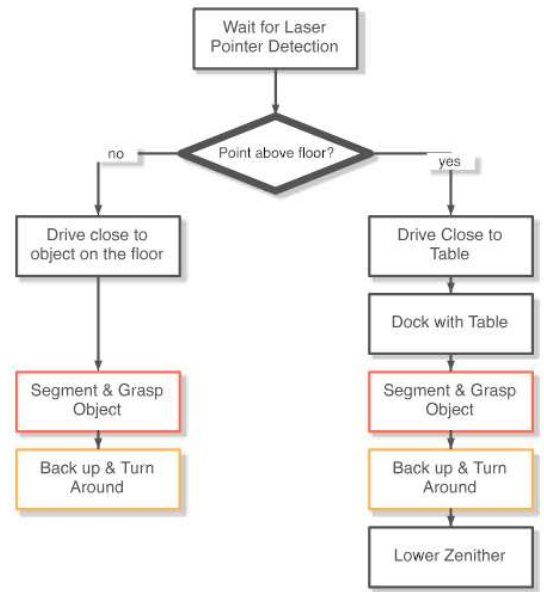 Wait for Laser
Pointer Detection
Point above floor?
no
yes
Drive close to
object on the floor
Drive Close to
Table
Dock with Table
Segment & Grasp
Object
Segment & Grasp
Object
Back up & Turn
Around
Back up & Turn
Around
Lower Zenither